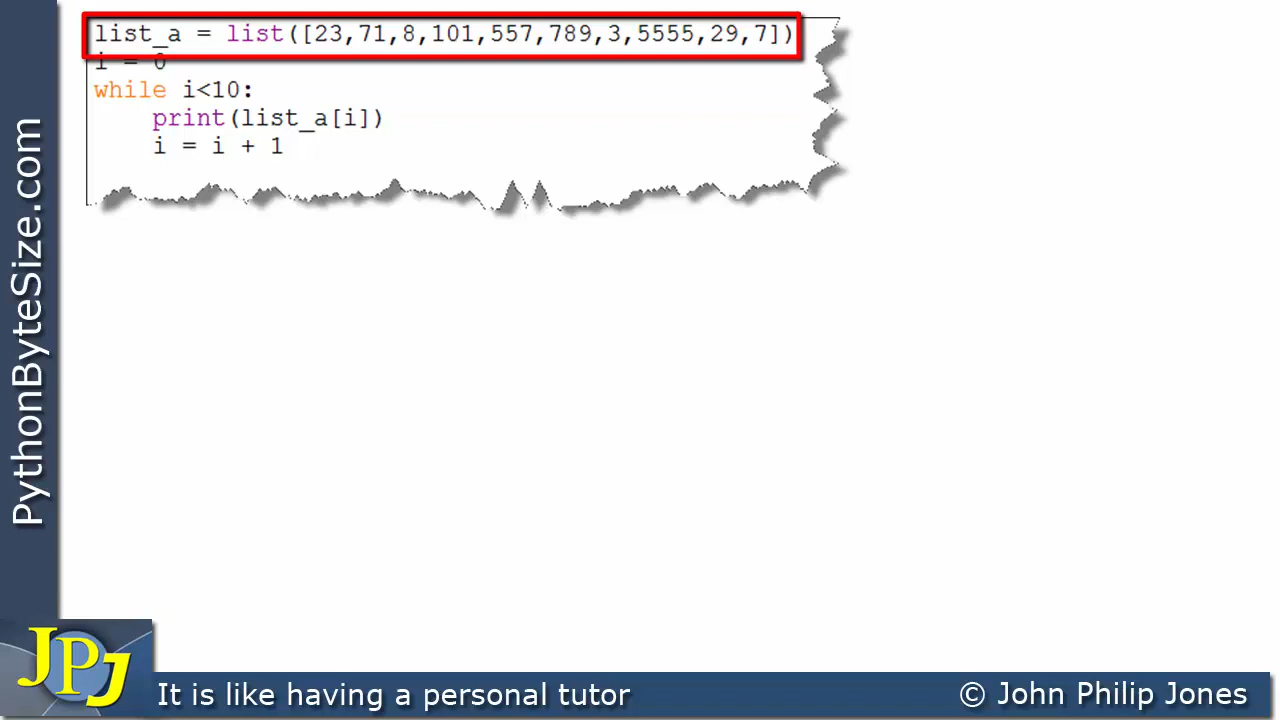 list_a = list([23,71,8,101,557,789,3,5555,29,7])
i = 0
while i<10:
    print(list_a[i])
    i = i + 1
PythonByteSize.com
JPJ
It is like having a personal tutor
© John Philip Jones